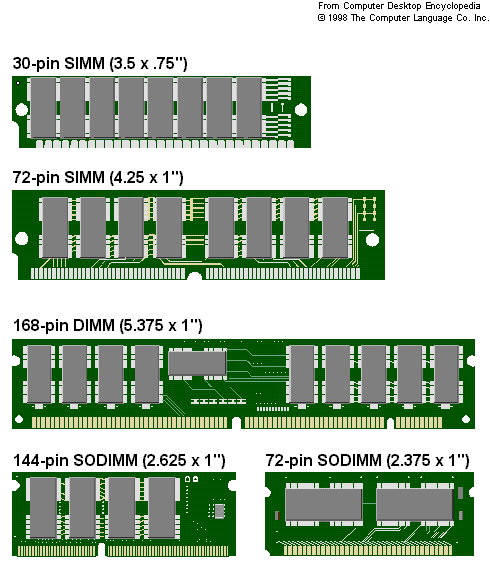 From Computer Desktop Encyclopedia
© 1998 The Computer Language Co. Inc.
30-pin SIMM (3.5 x .75")
72-pin SIMM (4.25 x 1")
168-pin DIMM (5.375 x 1")
144-pin SODIMM (2.625 x 1")
72-pin SODIMM (2.375 x 1")